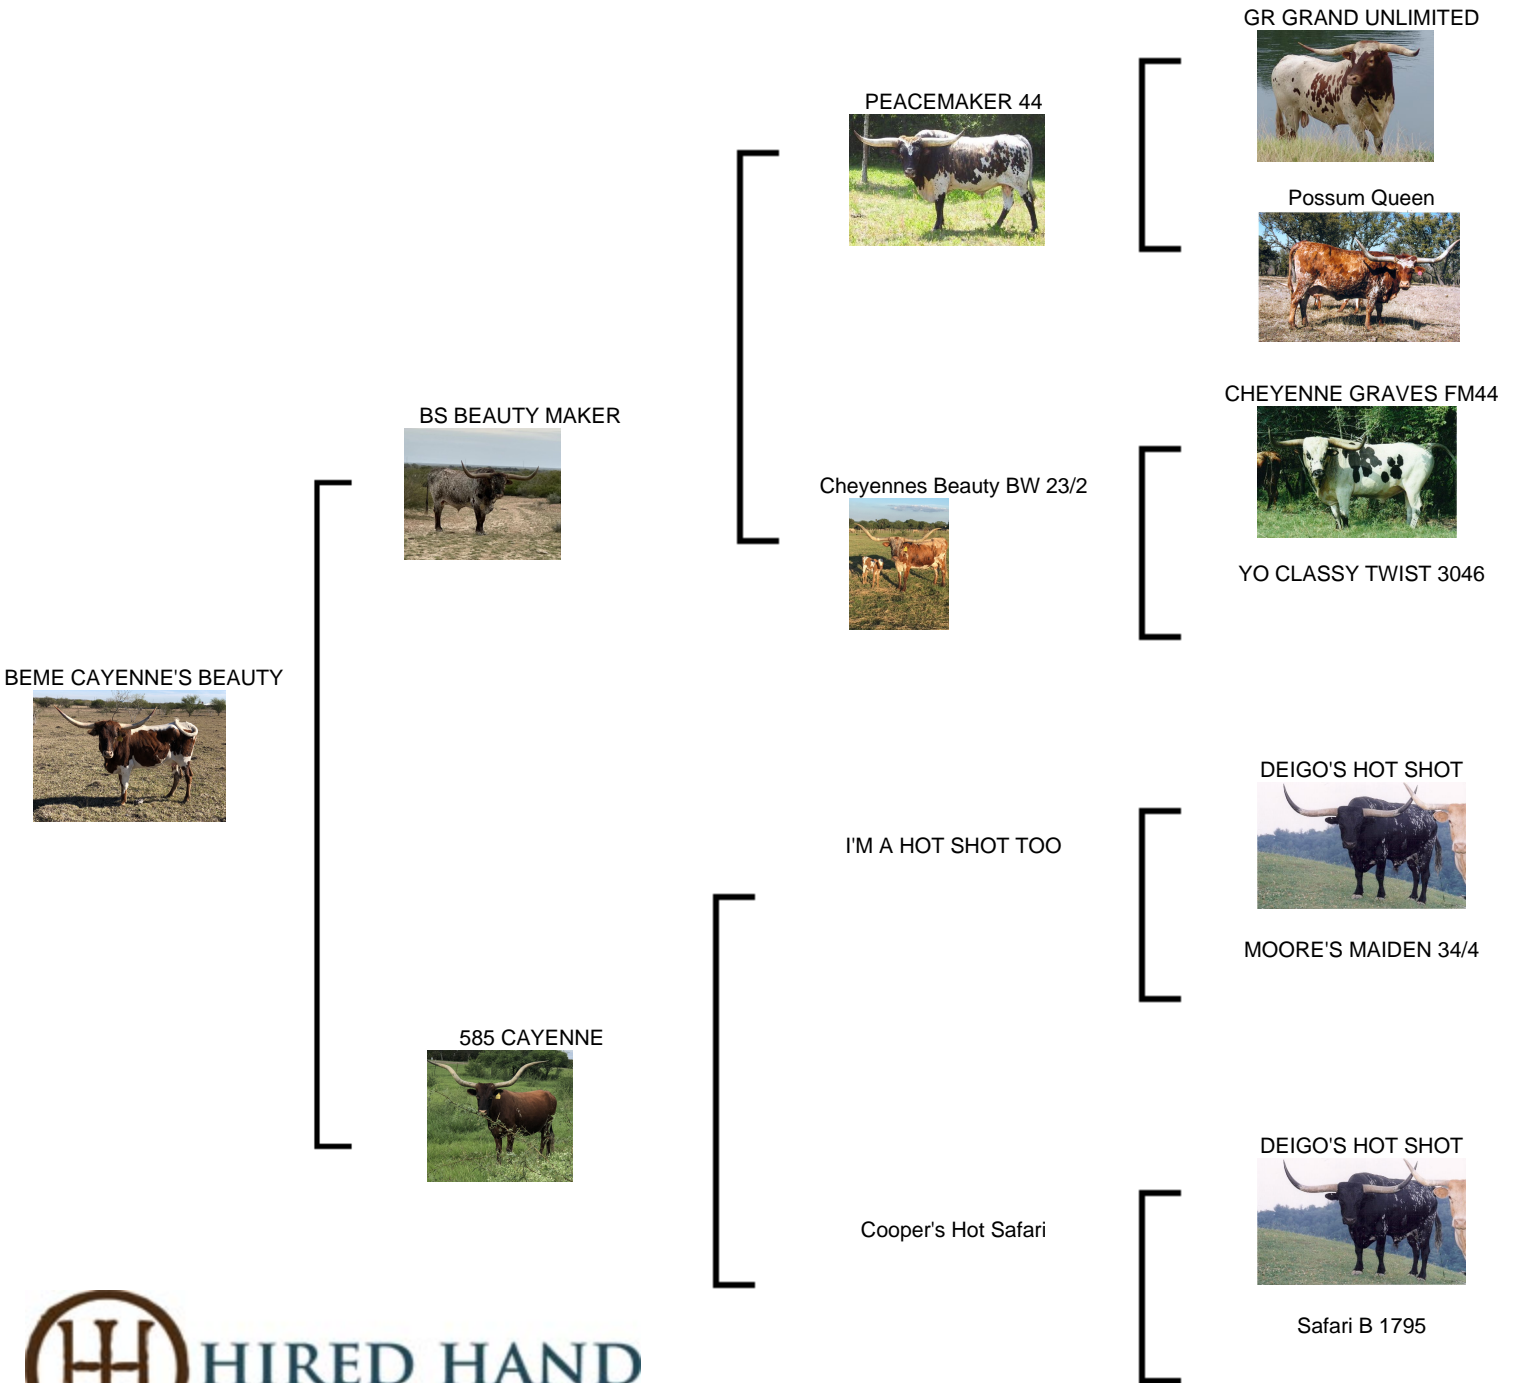 GR GRAND UNLIMITED
PEACEMAKER 44
Possum Queen
CHEYENNE GRAVES FM44
BS BEAUTY MAKER
Cheyennes Beauty BW 23/2
YO CLASSY TWIST 3046
BEME CAYENNE'S BEAUTY
DEIGO'S HOT SHOT
I'M A HOT SHOT TOO
MOORE'S MAIDEN 34/4
585 CAYENNE
DEIGO'S HOT SHOT
Cooper's Hot Safari
Safari B 1795
HIRED HAND